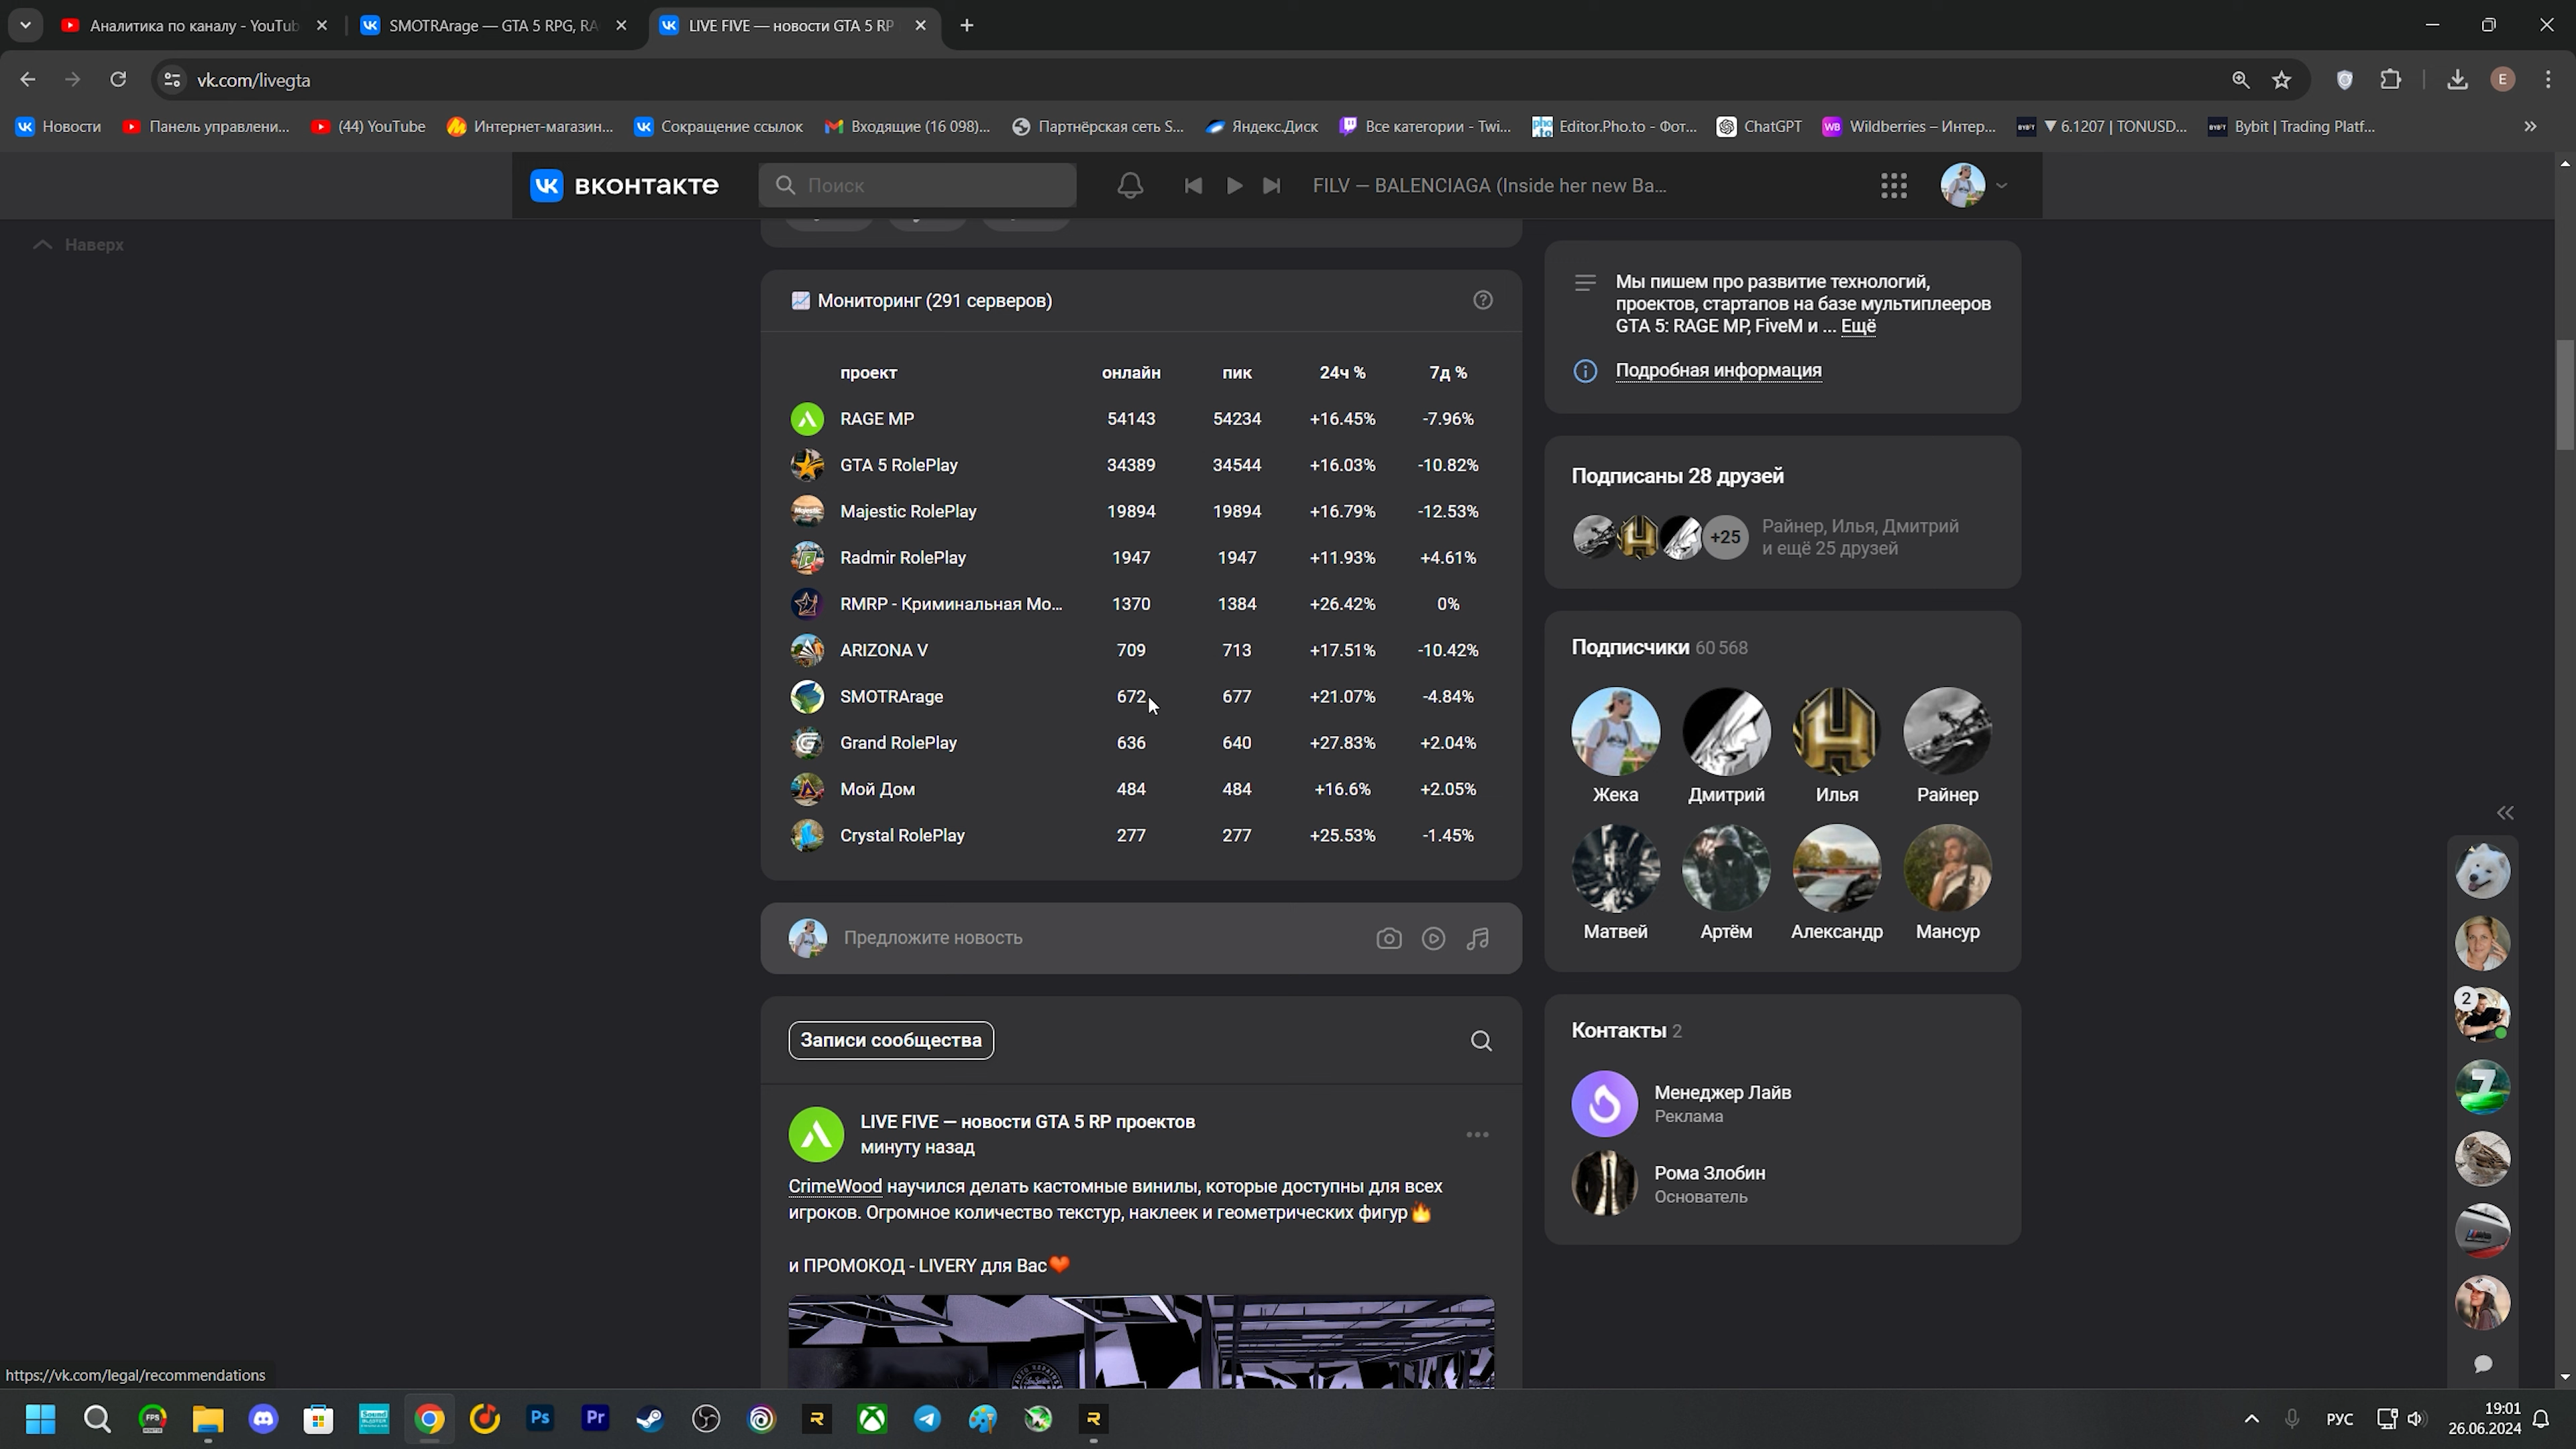 Аналитика по каналу - YouTub
SMOTRArage — GTA 5 RPG, RA
LIVE FIVE — новости GTA 5 RP
vk.com/livegta
E
Новости
Панель управлени...
(44) YouTube
Интернет-магазин...
Сокращение ссылок
Входящие (16 098)...
Партнёрская сеть S...
Яндекс.Диск
Все категории - Twi...
Editor.Pho.to - Фот...
ChatGPT
Wildberries – Интер...
▼ 6.1207 | TONUSD...
Bybit | Trading Platf...
вконтакте
Поиск
FILV — BALENCIAGA (Inside her new Ba...
Наверх
Мониторинг (291 серверов)
проект онлайн пик 24ч % 7д %
RAGE MP 54143 54234 +16.45% -7.96%
GTA 5 RolePlay 34389 34544 +16.03% -10.82%
Majestic RolePlay 19894 19894 +16.79% -12.53%
Radmir RolePlay 1947 1947 +11.93% +4.61%
RMRP - Криминальная Мо... 1370 1384 +26.42% 0%
ARIZONA V 709 713 +17.51% -10.42%
SMOTRArage 672 677 +21.07% -4.84%
Grand RolePlay 636 640 +27.83% +2.04%
Мой Дом 484 484 +16.6% +2.05%
Crystal RolePlay 277 277 +25.53% -1.45%
Предложите новость
Записи сообщества
LIVE FIVE — новости GTA 5 RP проектов
минуту назад
CrimeWood научился делать кастомные винилы, которые доступны для всех
игроков. Огромное количество текстур, наклеек и геометрических фигур🔥
и ПРОМОКОД - LIVERY для Вас❤️
Мы пишем про развитие технологий,
проектов, стартапов на базе мультиплееров
GTA 5: RAGE MP, FiveM и ... Ещё
Подробная информация
Подписаны 28 друзей
+25
Райнер, Илья, Дмитрий
и ещё 25 друзей
Подписчики 60 568
Жека Дмитрий Илья Райнер
Матвей Артём Александр Мансур
Контакты 2
Менеджер Лайв
Реклама
Рома Злобин
Основатель
2
7
https://vk.com/legal/recommendations
FPS
Ps
Pr
РУС
19:01
26.06.2024